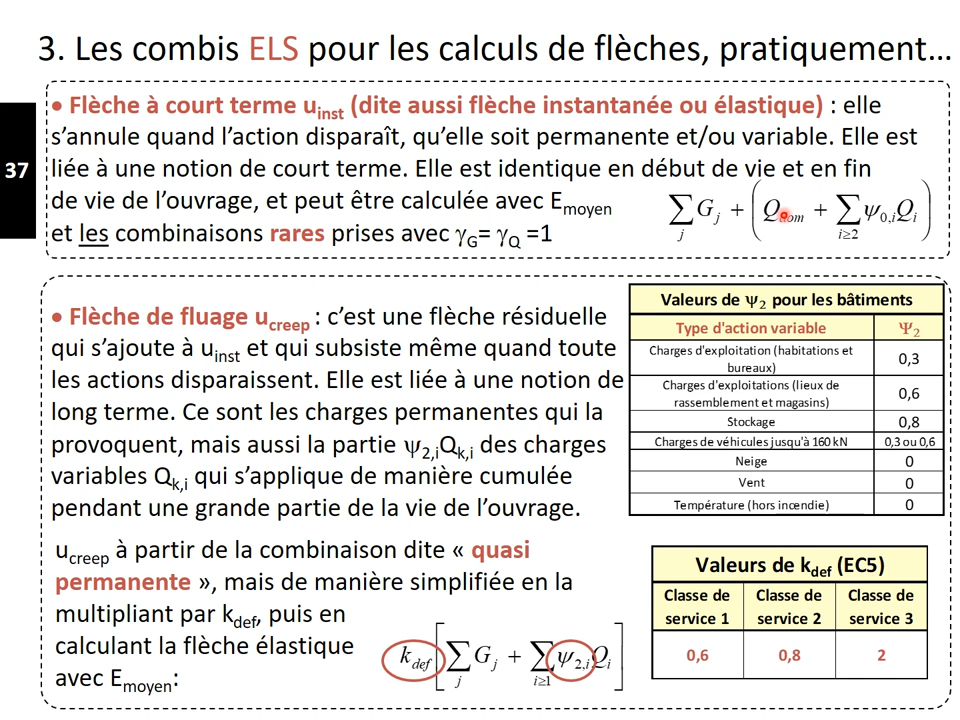 3. Les combis ELS pour les calculs de flèches, pratiquement…
37
• Flèche à court terme u_inst (dite aussi flèche instantanée ou élastique) : elle
s’annule quand l’action disparaît, qu’elle soit permanente et/ou variable. Elle est
liée à une notion de court terme. Elle est identique en début de vie et en fin
de vie de l’ouvrage, et peut être calculée avec E_moyen
et les combinaisons rares prises avec γ_G= γ_Q =1
∑_j G_j + ( Q_dom + ∑_{i≥2} ψ_{0,i} Q_i )
• Flèche de fluage u_creep : c’est une flèche résiduelle
qui s’ajoute à u_inst et qui subsiste même quand toute
les actions disparaissent. Elle est liée à une notion de
long terme. Ce sont les charges permanentes qui la
provoquent, mais aussi la partie ψ_{2,i}Q_{k,i} des charges
variables Q_{k,i} qui s’applique de manière cumulée
pendant une grande partie de la vie de l’ouvrage.
Valeurs de Ψ_2 pour les bâtiments
Type d'action variable Ψ_2
Charges d'exploitation (habitations et
bureaux) 0,3
Charges d'exploitations (lieux de
rassemblement et magasins) 0,6
Stockage 0,8
Charges de véhicules jusqu'à 160 kN 0,3 ou 0,6
Neige 0
Vent 0
Température (hors incendie) 0
u_creep à partir de la combinaison dite « quasi
permanente », mais de manière simplifiée en la
multipliant par k_def, puis en
calculant la flèche élastique
avec E_moyen:
k_def [ ∑_j G_j + ∑_{i≥1} ψ_{2,i} Q_i ]
Valeurs de k_def (EC5)
Classe de Classe de Classe de
service 1 service 2 service 3
0,6 0,8 2